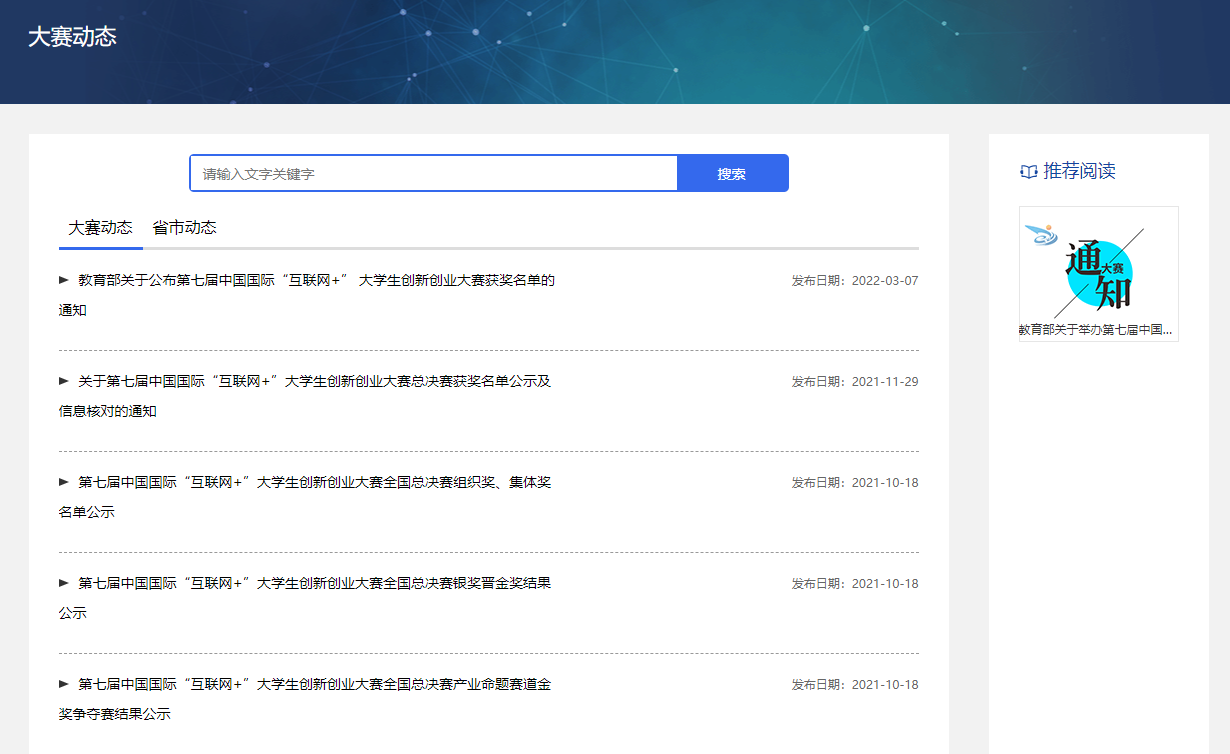 大赛动态
请输入文字关键字
搜索
大赛动态 省市动态
► 教育部关于公布第七届中国国际“互联网+” 大学生创新创业大赛获奖名单的
通知
发布日期：2022-03-07
► 关于第七届中国国际“互联网+”大学生创新创业大赛总决赛获奖名单公示及
信息核对的通知
发布日期：2021-11-29
► 第七届中国国际“互联网+”大学生创新创业大赛全国总决赛组织奖、集体奖
名单公示
发布日期：2021-10-18
► 第七届中国国际“互联网+”大学生创新创业大赛全国总决赛银奖晋金奖结果
公示
发布日期：2021-10-18
► 第七届中国国际“互联网+”大学生创新创业大赛全国总决赛产业命题赛道金
奖争夺赛结果公示
发布日期：2021-10-18
推荐阅读
通
大赛
知
教育部关于举办第七届中国...